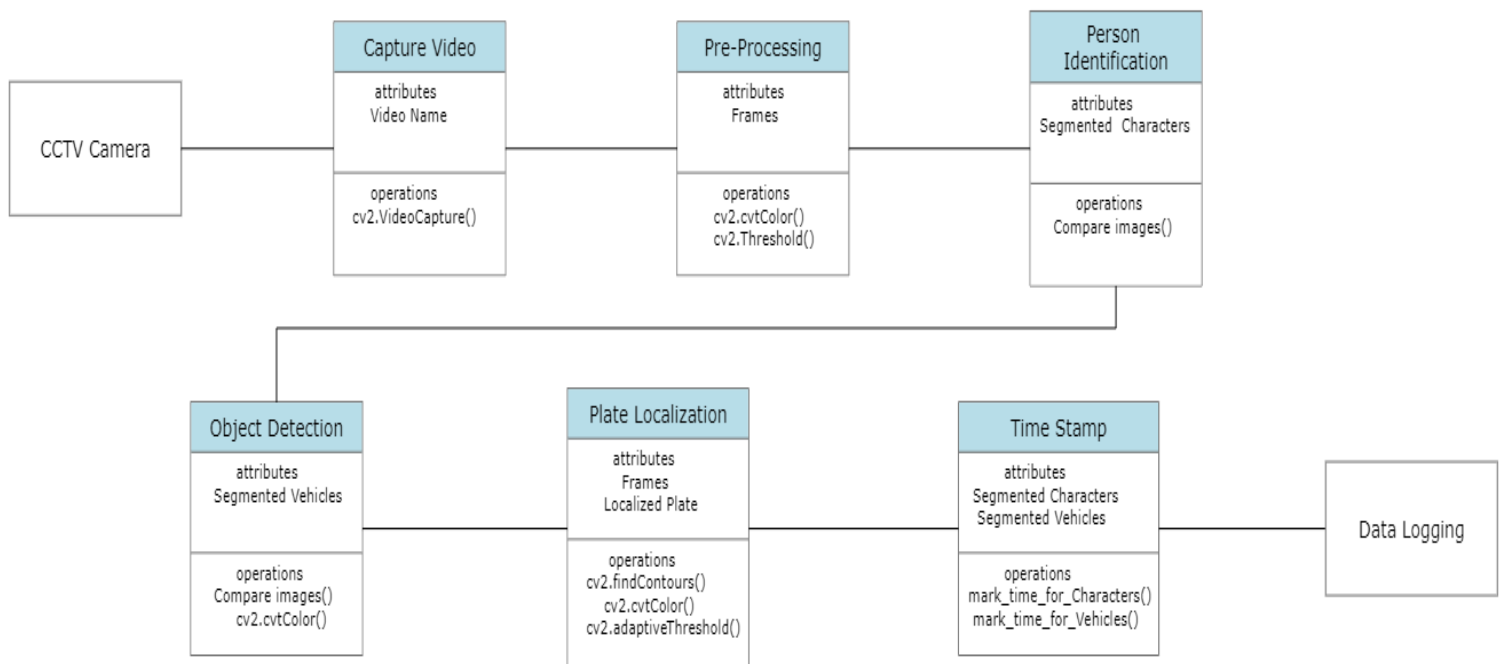 CCTV Camera
Capture Video
attributes
Video Name
operations
cv2.VideoCapture()
Pre-Processing
attributes
Frames
operations
cv2.cvtColor()
cv2.Threshold()
Person
Identification
attributes
Segmented Characters
operations
Compare images()
Object Detection
attributes
Segmented Vehicles
operations
Compare images()
cv2.cvtColor()
Plate Localization
attributes
Frames
Localized Plate
operations
cv2.findContours()
cv2.cvtColor()
cv2.adaptiveThreshold()
Time Stamp
attributes
Segmented Characters
Segmented Vehicles
operations
mark_time_for_Characters()
mark_time_for_Vehicles()
Data Logging